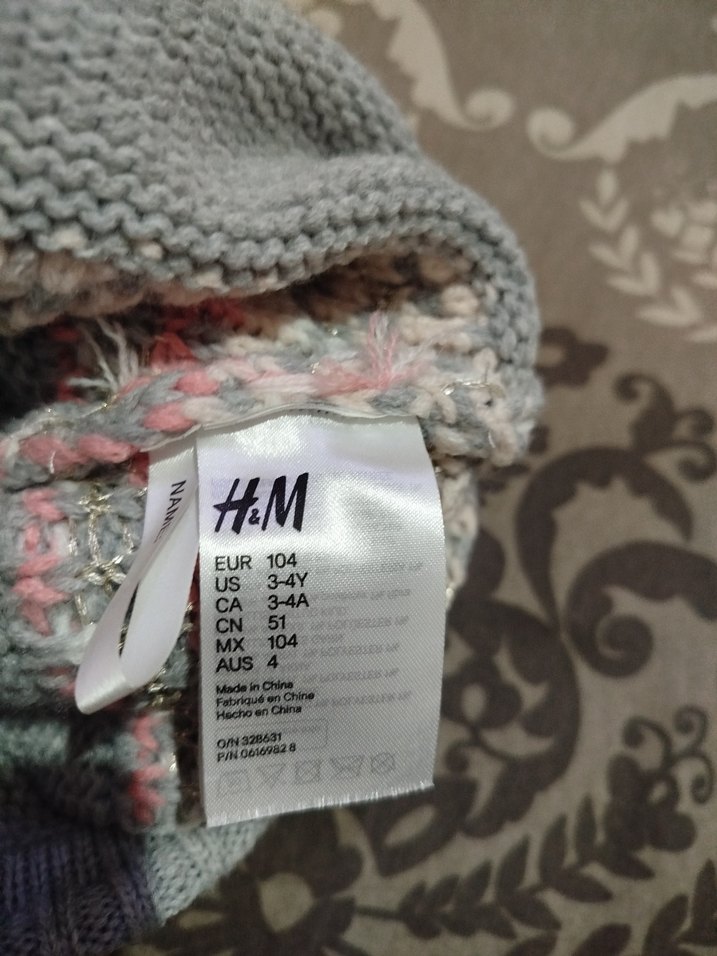 H&M
EUR 104
US 3-4Y
CA 3-4A
CN 51
MX 104
AUS 4
Made in China
Fabriqué en Chine
Hecho en China
O/N 328631
P/N 0616982 8